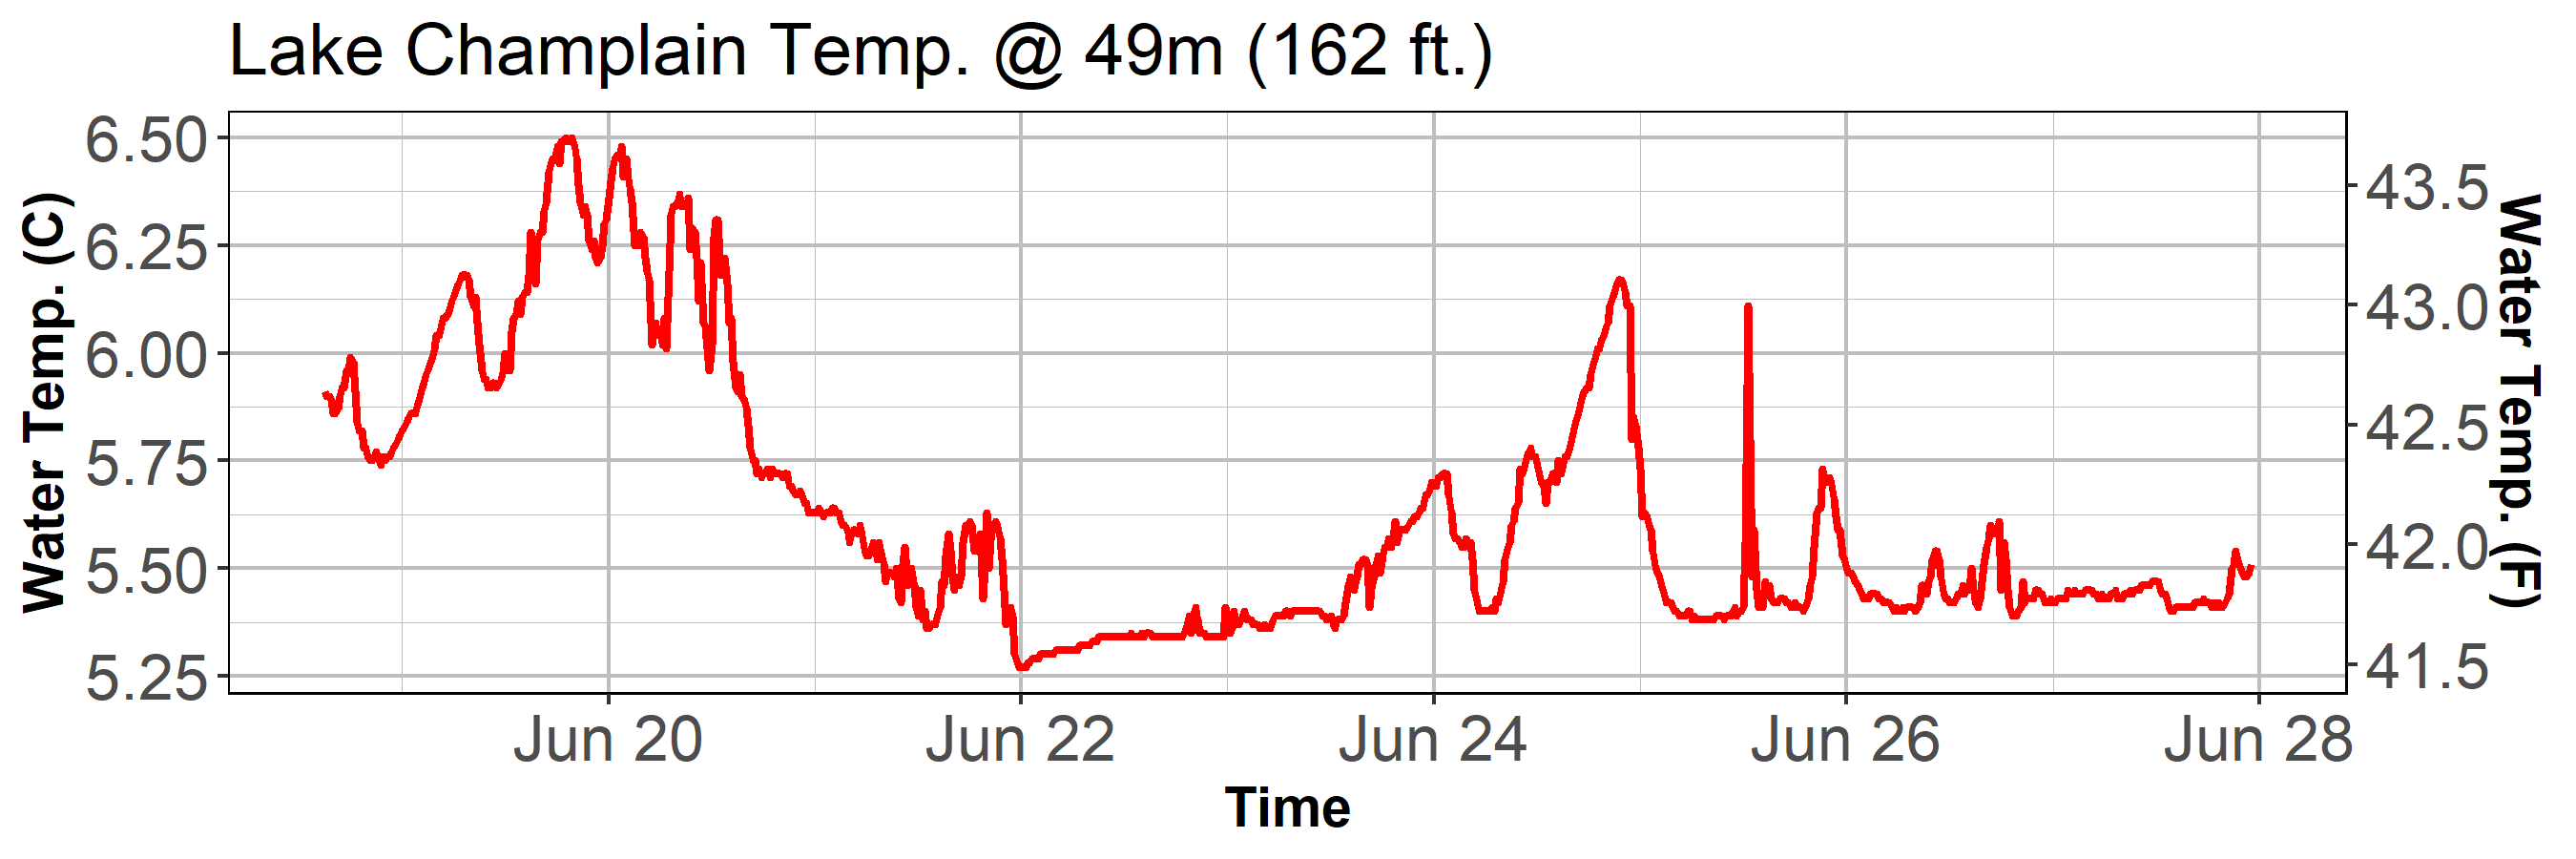 Lake Champlain Temp. @ 49m (162 ft.)
Water Temp. (C)
6.50
6.25
6.00
5.75
5.50
5.25
43.5
43.0
42.5
42.0
41.5
Water Temp. (F)
Jun 20 Jun 22 Jun 24 Jun 26 Jun 28
Time